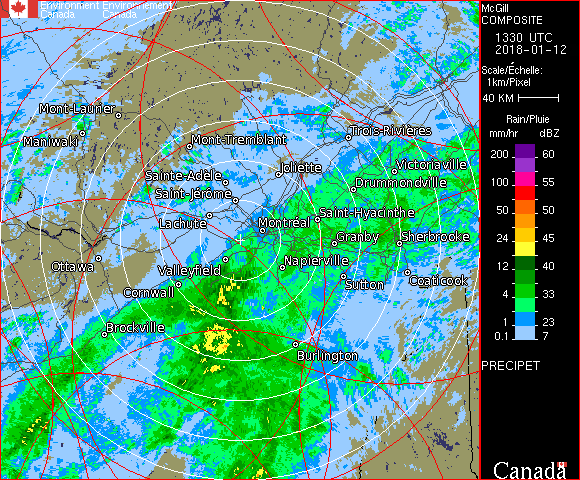 Environment Environnement
Canada Canada
McGill
COMPOSITE
1330 UTC
2018-01-12
Scale/Échelle:
1km/Pixel
40 KM
Rain/Pluie
mm/hr dBZ
200 60
100 55
50 50
24 45
12 40
4 33
1 23
0.1 7
PRECIPET
Canada
Mont-Laurier
Maniwaki
Mont-Tremblant
Trois-Rivières
Joliette
Victoriaville
Sainte-Adèle
Drummondville
Saint-Jérôme
Lachute
Saint-Hyacinthe
Montréal
Granby
Sherbrooke
Ottawa
Valleyfield
Napierville
Cornwall
Sutton
Coaticook
Brockville
Burlington